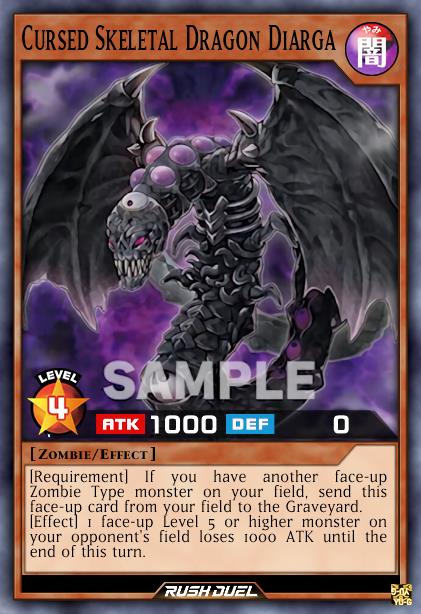 CURSED SKELETAL DRAGON DIARGA
やみ
闇
SAMPLE
LEVEL
4
ATK 1000 DEF 0
[ZOMBIE/EFFECT]
[Requirement] If you have another face-up
Zombie Type monster on your field, send this
face-up card from your field to the Graveyard.
[Effect] 1 face-up Level 5 or higher monster on
your opponent's field loses 1000 ATK until the
end of this turn.
RUSH DUEL